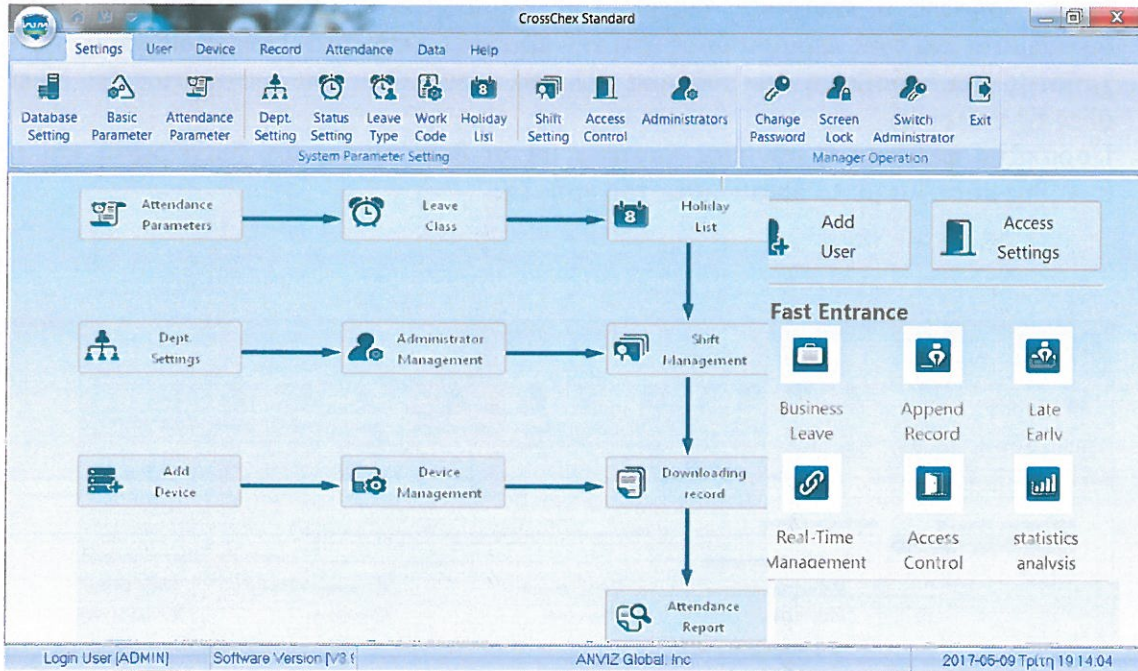 CrossChex Standard
Settings User Device Record Attendance Data Help
Database Setting
Basic Parameter
Attendance Parameter
Dept. Setting
Status Setting
Leave Type
Work Code
Holiday List
Shift Setting
Access Control
Administrators
Change Password
Screen Lock
Switch Administrator
Exit
System Parameter Setting
Manager Operation
Attendance Parameters
Leave Class
8
Holiday List
Add User
Access Settings
Dept. Settings
Administrator Management
Shift Management
Fast Entrance
Business Leave
Append Record
Late Early
Add Device
Device Management
Downloading record
Real-Time Management
Access Control
statistics analysis
Attendance Report
Login User [ADMIN]
Software Version [V3
ANVIZ Global. Inc
2017-05-09 Τρίτη 19:14:04